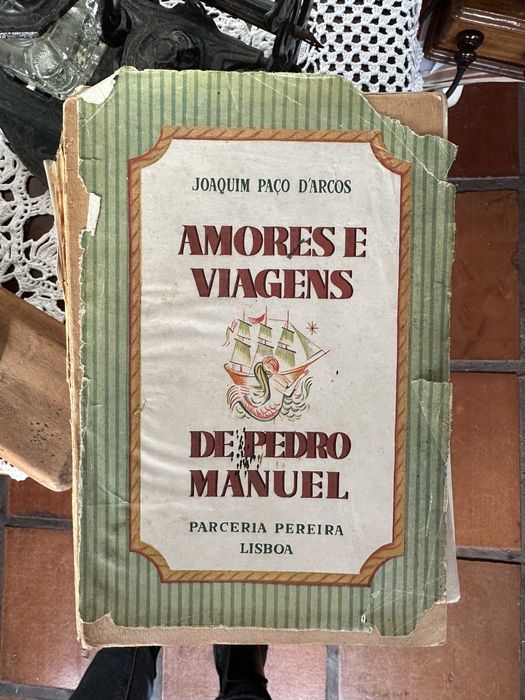 JOAQUIM PAÇO D'ARCOS
AMORES E
VIAGENS
DE PEDRO
MANUEL
PARCERIA PEREIRA
LISBOA